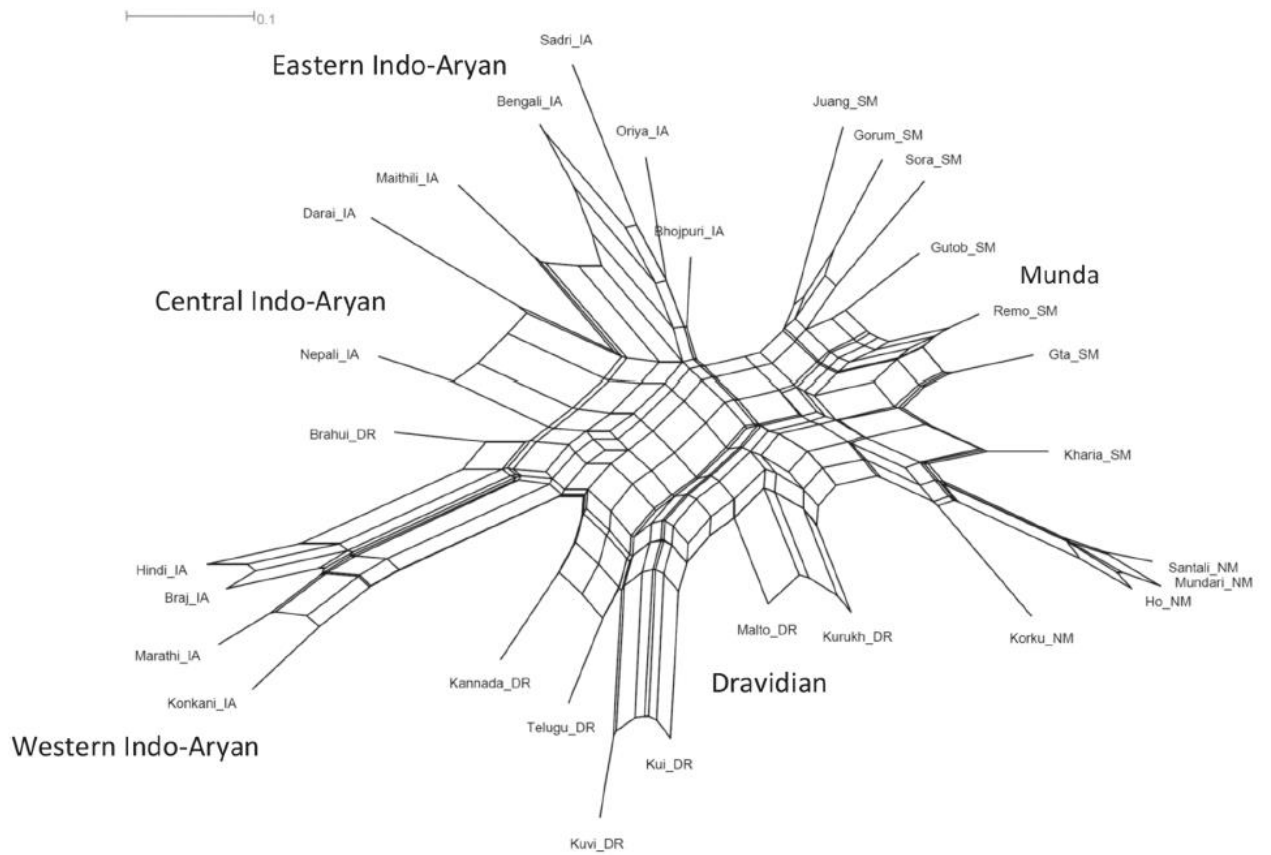 0.1
Sadri_IA
Eastern Indo-Aryan
Bengali_IA
Juang_SM
Oriya_IA
Gorum_SM
Sora_SM
Maithili_IA
Darai_IA
Bhojpuri_IA
Gutob_SM
Munda
Central Indo-Aryan
Remo_SM
Nepali_IA
Gta_SM
Brahui_DR
Kharia_SM
Hindi_IA
Santali_NM
Mundari_NM
Braj_IA
Ho_NM
Malto_DR
Kurukh_DR
Korku_NM
Marathi_IA
Kannada_DR
Dravidian
Konkani_IA
Telugu_DR
Western Indo-Aryan
Kui_DR
Kuvi_DR